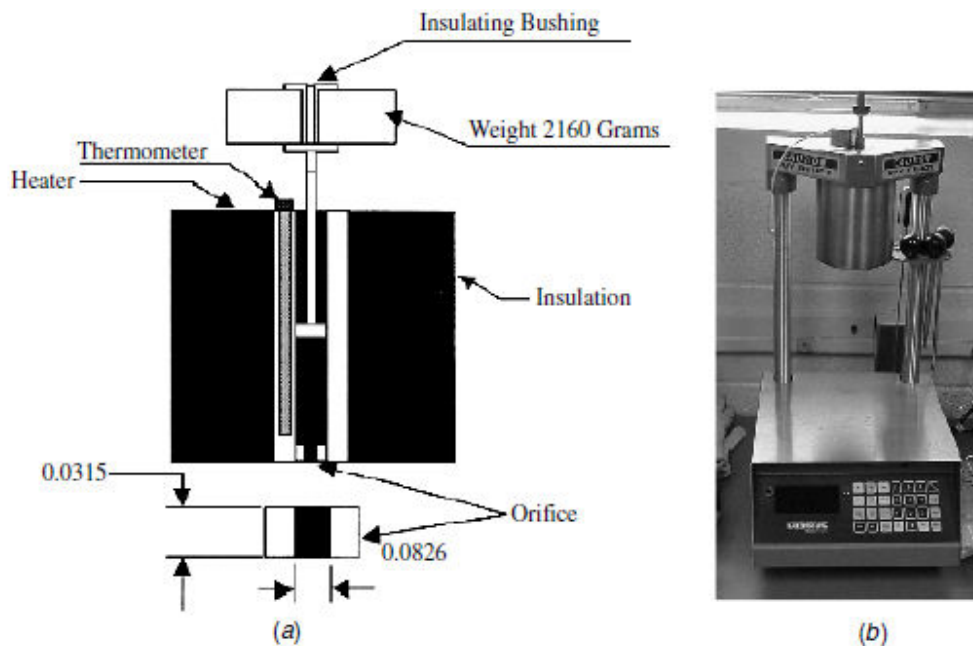 Insulating Bushing
Weight 2160 Grams
Thermometer
Heater
Insulation
0.0315
Orifice
0.0826
(a)
(b)